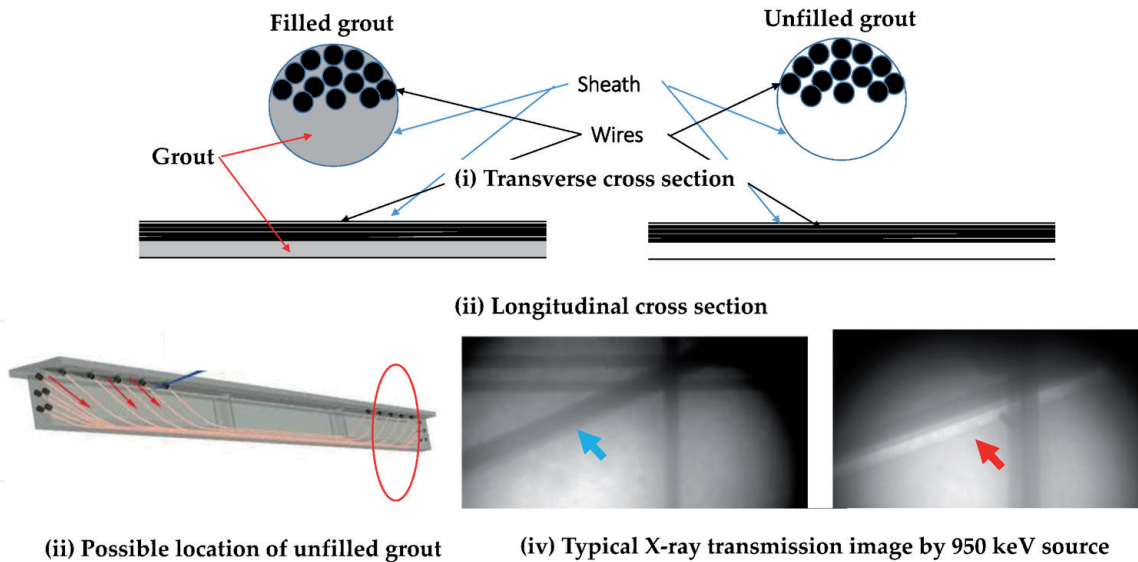 Filled grout
Unfilled grout
Sheath
Wires
Grout
(i) Transverse cross section
(ii) Longitudinal cross section
(ii) Possible location of unfilled grout
(iv) Typical X-ray transmission image by 950 keV source